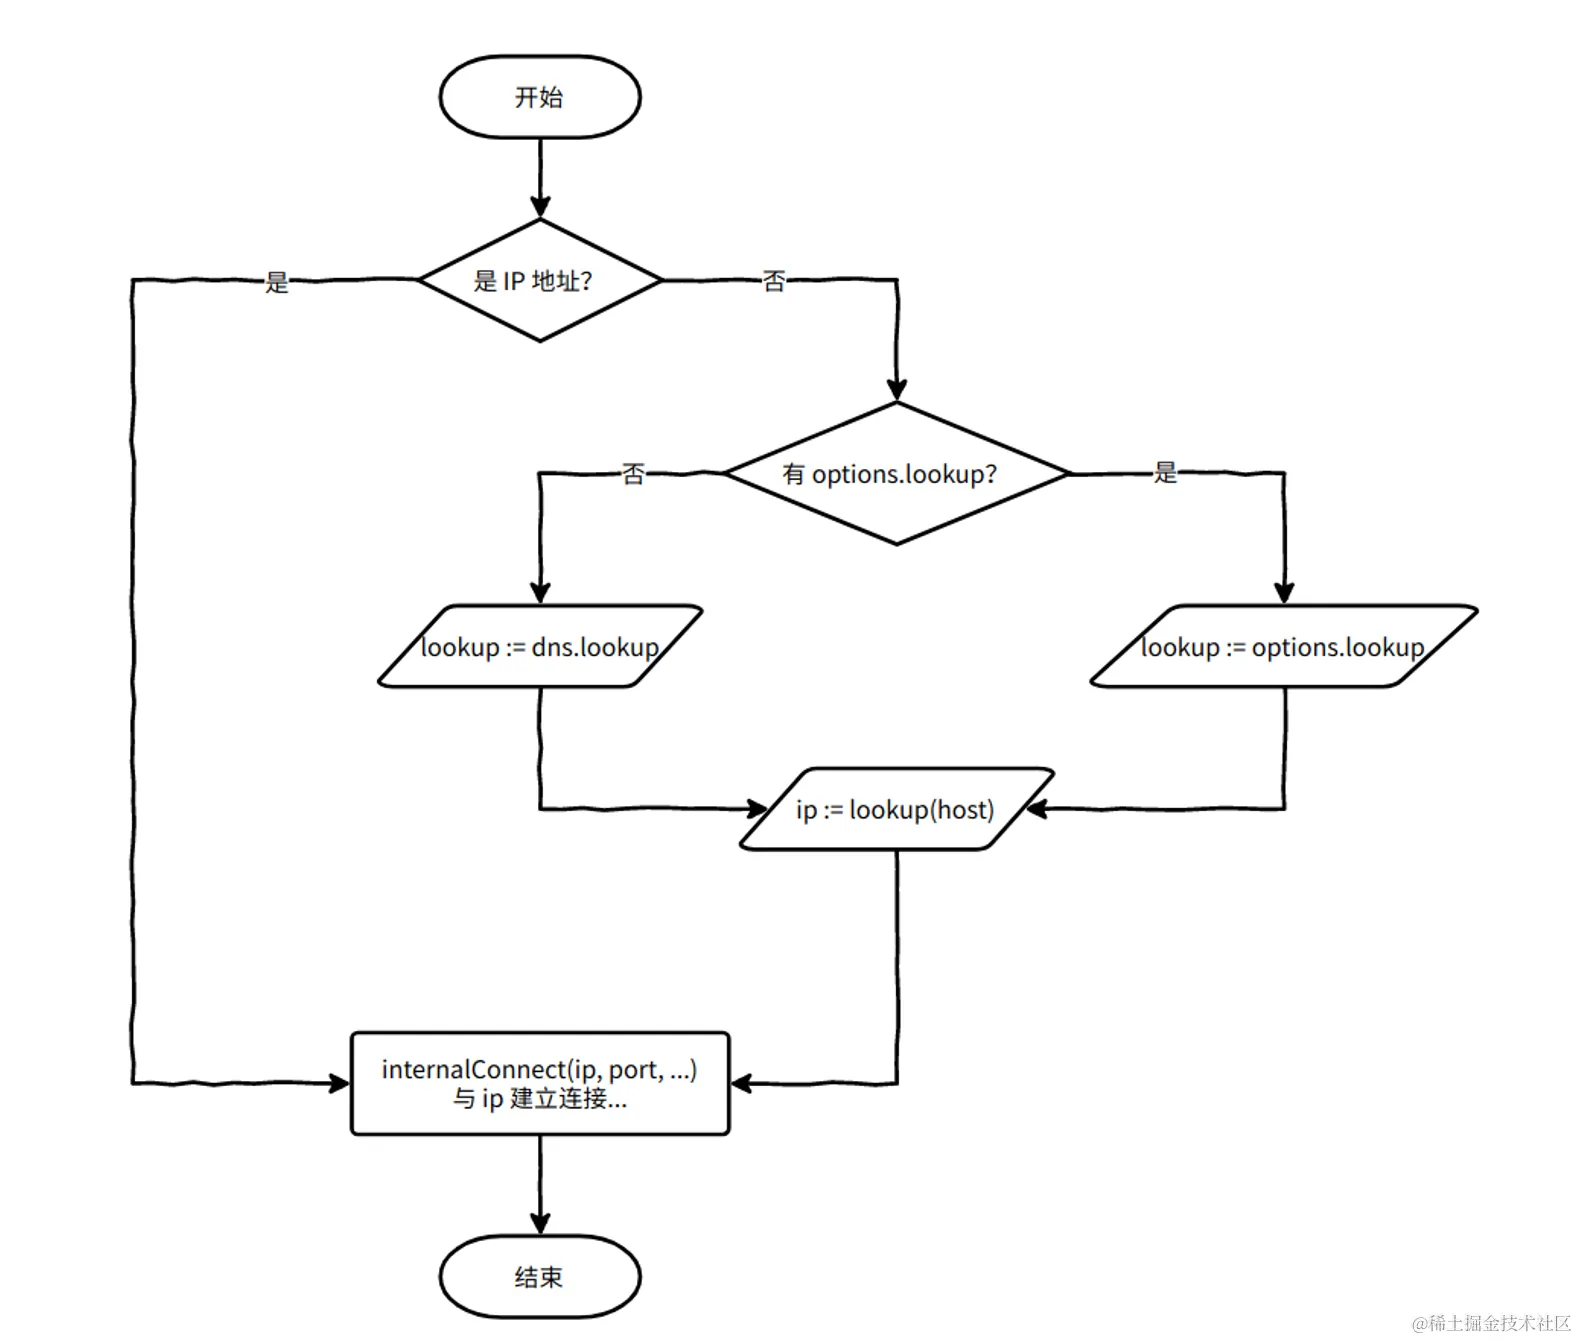 开始
是 IP 地址？
是
否
有 options.lookup？
否
是
lookup := dns.lookup
lookup := options.lookup
ip := lookup(host)
internalConnect(ip, port, ...)
与 ip 建立连接...
结束
@稀土掘金技术社区